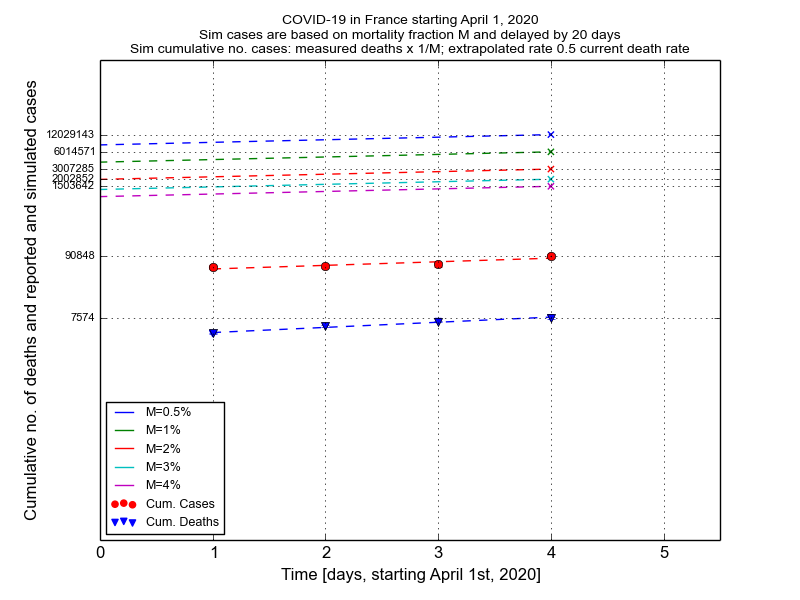 COVID-19 in France starting April 1, 2020
Sim cases are based on mortality fraction M and delayed by 20 days
Sim cumulative no. cases: measured deaths x 1/M; extrapolated rate 0.5 current death rate
Cumulative no. of deaths and reported and simulated cases
12029143
6014571
3007285
2002852
1503642
90848
7574
M=0.5%
M=1%
M=2%
M=3%
M=4%
Cum. Cases
Cum. Deaths
0 1 2 3 4 5
Time [days, starting April 1st, 2020]